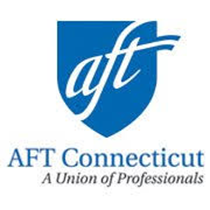 aft
AFT Connecticut
A Union of Professionals